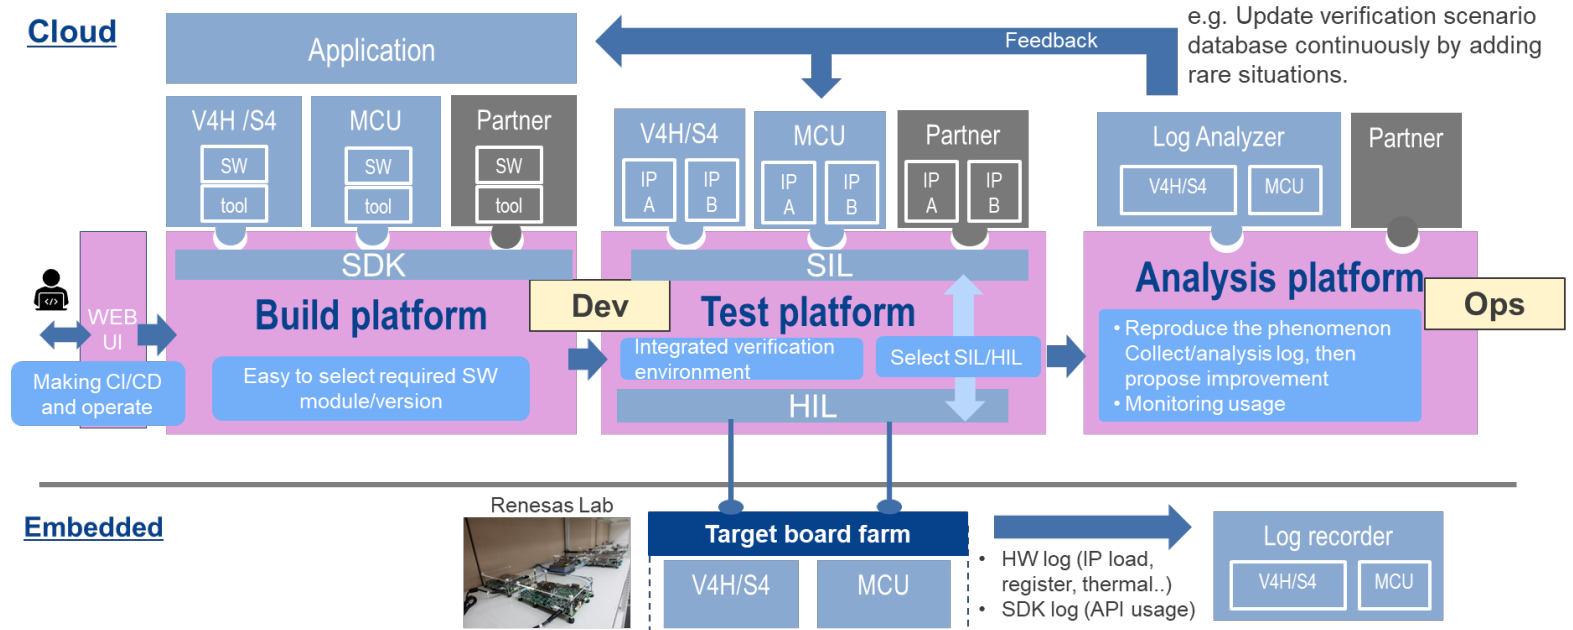 Cloud
Application
Feedback
e.g. Update verification scenario
database continuously by adding
rare situations.
V4H /S4
SW
tool
MCU
SW
tool
Partner
SW
tool
V4H/S4
IP
A
IP
B
MCU
IP
A
IP
B
Partner
IP
A
IP
B
Log Analyzer
V4H/S4
MCU
Partner
WEB
UI
Making CI/CD
and operate
SDK
Build platform
Easy to select required SW
module/version
Dev
SIL
Test platform
Integrated verification
environment
Select SIL/HIL
HIL
Analysis platform
Ops
• Reproduce the phenomenon
Collect/analysis log, then
propose improvement
• Monitoring usage
Embedded
Renesas Lab
Target board farm
V4H/S4
MCU
• HW log (IP load,
register, thermal..)
• SDK log (API usage)
Log recorder
V4H/S4
MCU